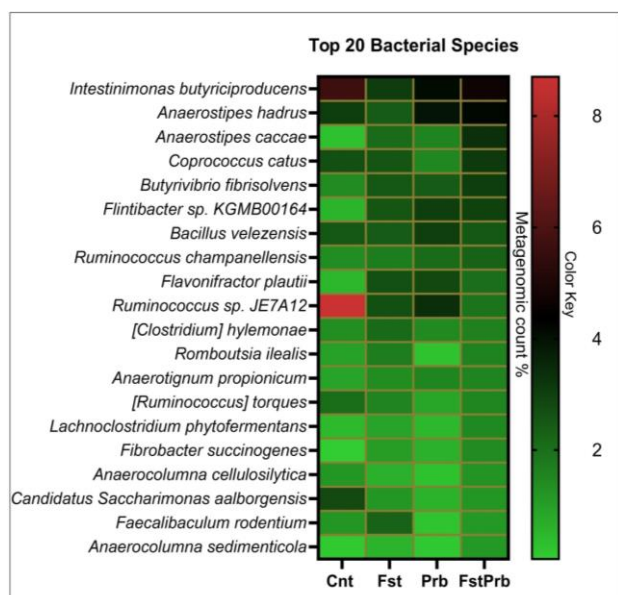 Top 20 Bacterial Species
Intestinimonas butyriciproducens
Anaerostipes hadrus
Anaerostipes caccae
Coprococcus catus
Butyrivibrio fibrisolvens
Flintibacter sp. KGMB00164
Bacillus velezensis
Ruminococcus champanellensis
Flavonifractor plautii
Ruminococcus sp. JE7A12
[Clostridium] hylemonae
Romboutsia ilealis
Anaerotignum propionicum
[Ruminococcus] torques
Lachnoclostridium phytofermentans
Fibrobacter succinogenes
Anaerocolumna cellulosilytica
Candidatus Saccharimonas aalborgensis
Faecalibaculum rodentium
Anaerocolumna sedimenticola
Cnt Fst Prb FstPrb
Metagenomic count %
8
6
4
2
Color Key